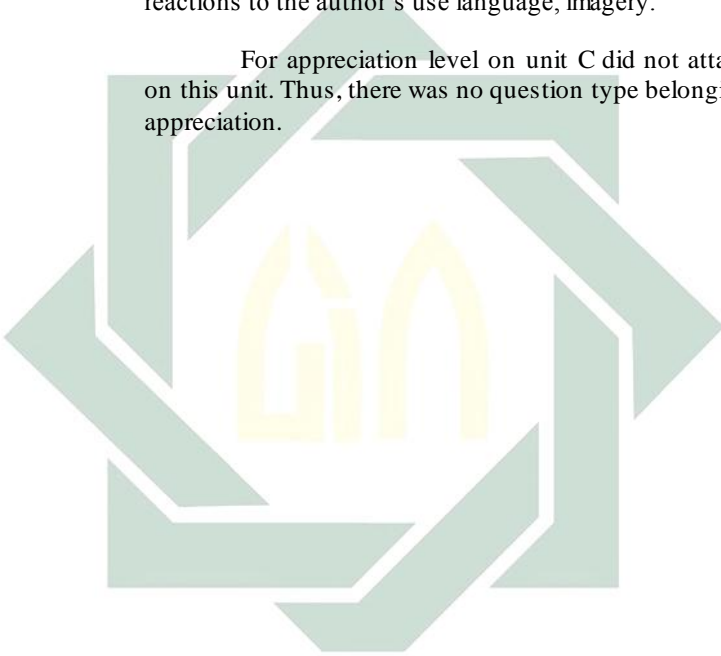 reactions to the author's use language, imagery.
For appreciation level on unit C did not atta
on this unit. Thus, there was no question type belongi
appreciation.